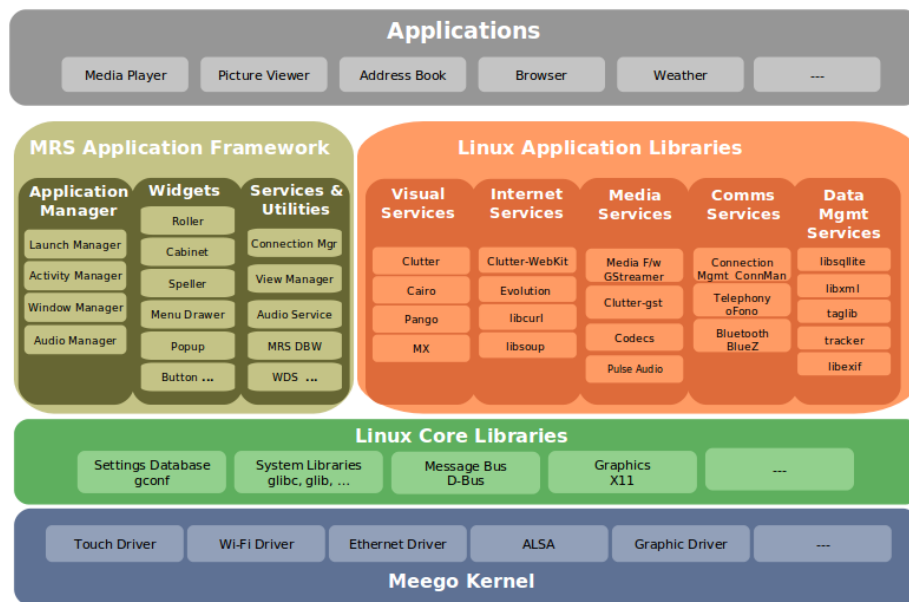 Applications
Media Player
Picture Viewer
Address Book
Browser
Weather
---
MRS Application Framework
Application
Manager
Launch Manager
Activity Manager
Window Manager
Audio Manager
Widgets
Roller
Cabinet
Speller
Menu Drawer
Popup
Button ...
Services &
Utilities
Connection Mgr
View Manager
Audio Service
MRS DBW
WDS ...
Linux Application Libraries
Visual
Services
Clutter
Cairo
Pango
MX
Internet
Services
Clutter-WebKit
Evolution
libcurl
libsoup
Media
Services
Media F/w
GStreamer
Clutter-gst
Codecs
Pulse Audio
Comms
Services
Connection
Mgmt ConnMan
Telephony
oFono
Bluetooth
BlueZ
Data
Mgmt
Services
libsqllite
libxml
taglib
tracker
libexif
Linux Core Libraries
Settings Database
gconf
System Libraries
glibc, glib, ...
Message Bus
D-Bus
Graphics
X11
---
Touch Driver
Wi-Fi Driver
Ethernet Driver
ALSA
Graphic Driver
---
Meego Kernel